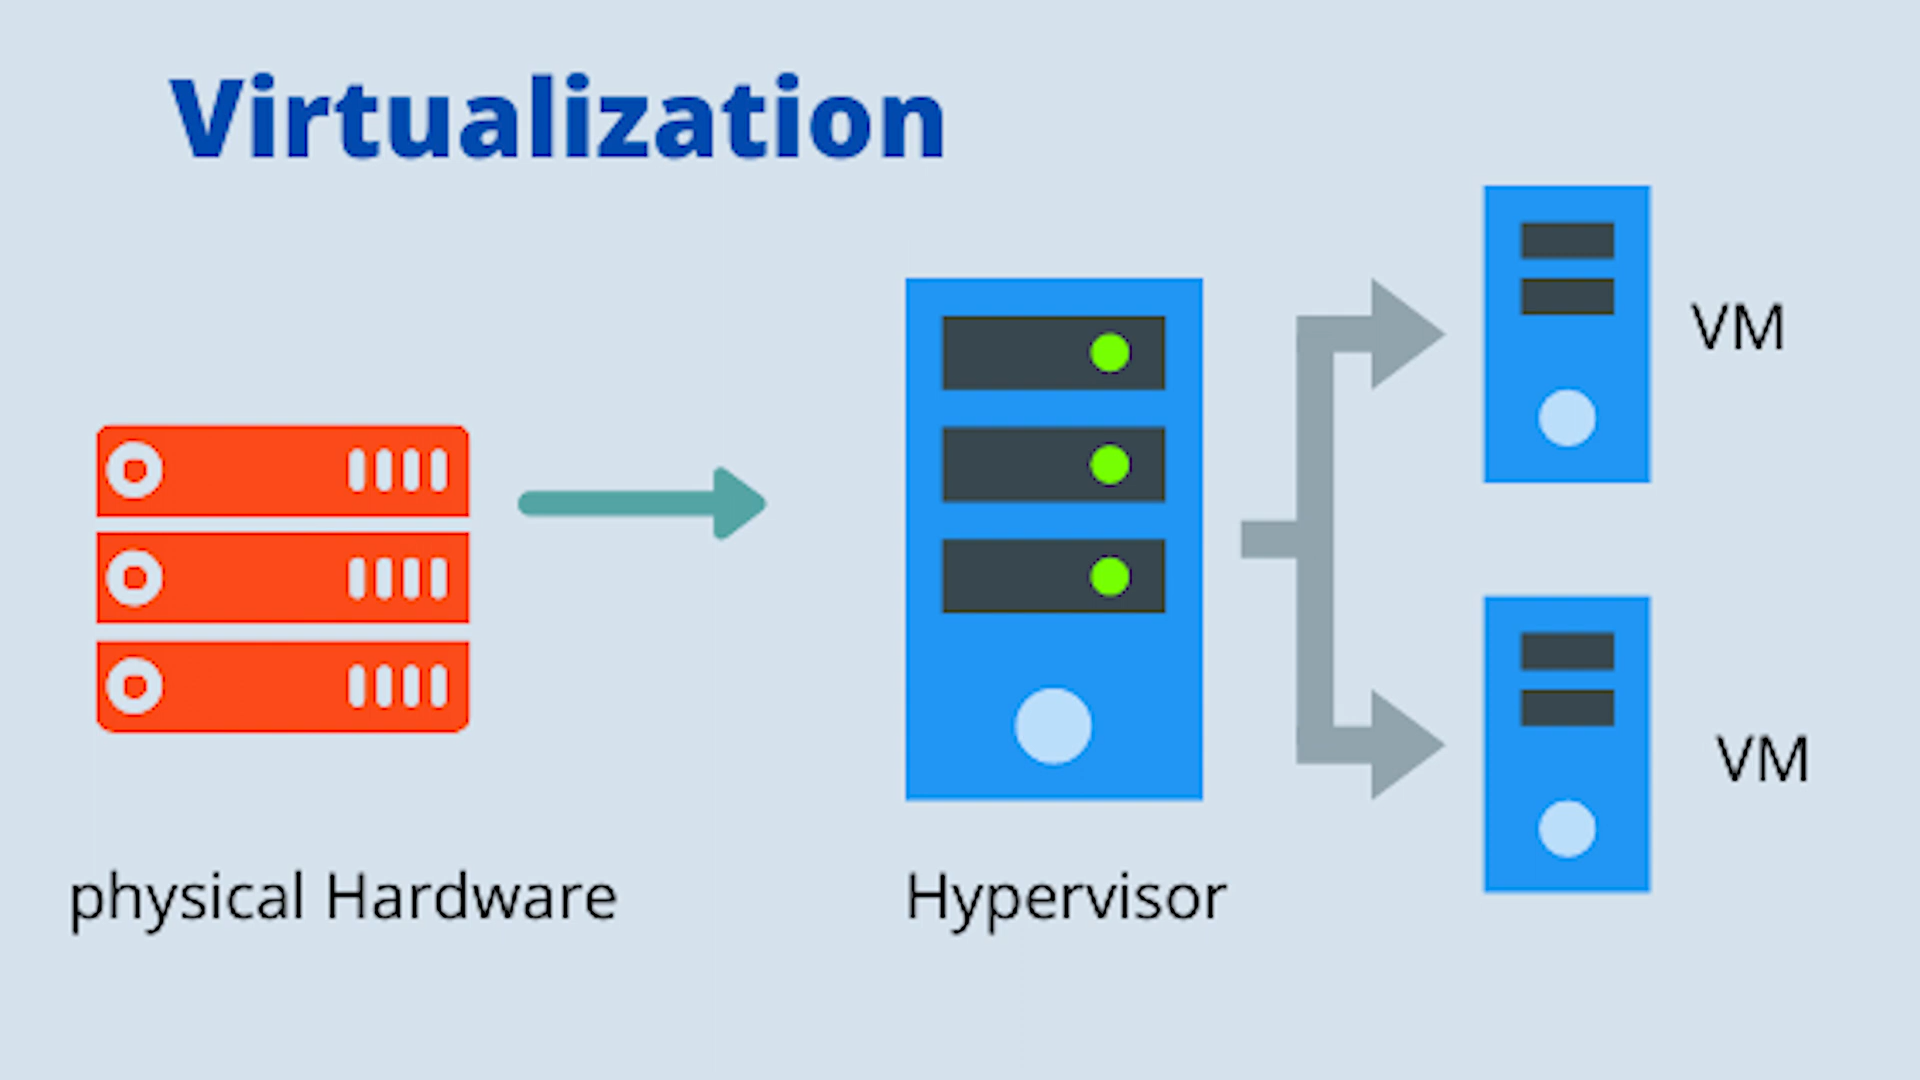 Virtualization
VM
VM
physical Hardware
Hypervisor